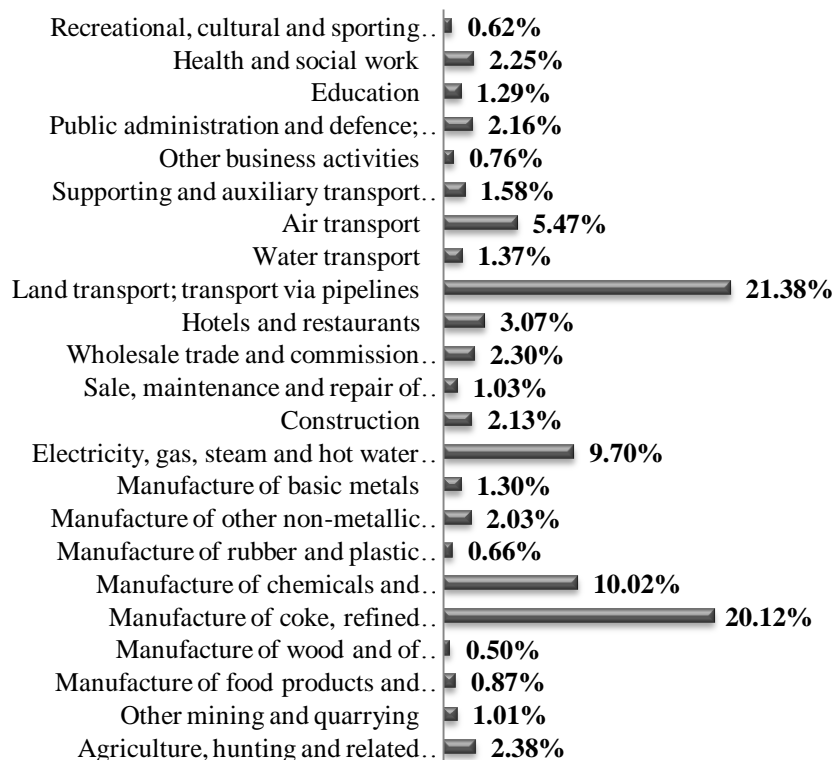 Recreational, cultural and sporting.. 0.62%
Health and social work 2.25%
Education 1.29%
Public administration and defence;.. 2.16%
Other business activities 0.76%
Supporting and auxiliary transport.. 1.58%
Air transport 5.47%
Water transport 1.37%
Land transport; transport via pipelines 21.38%
Hotels and restaurants 3.07%
Wholesale trade and commission.. 2.30%
Sale, maintenance and repair of.. 1.03%
Construction 2.13%
Electricity, gas, steam and hot water.. 9.70%
Manufacture of basic metals 1.30%
Manufacture of other non-metallic.. 2.03%
Manufacture of rubber and plastic.. 0.66%
Manufacture of chemicals and.. 10.02%
Manufacture of coke, refined.. 20.12%
Manufacture of wood and of.. 0.50%
Manufacture of food products and.. 0.87%
Other mining and quarrying 1.01%
Agriculture, hunting and related.. 2.38%